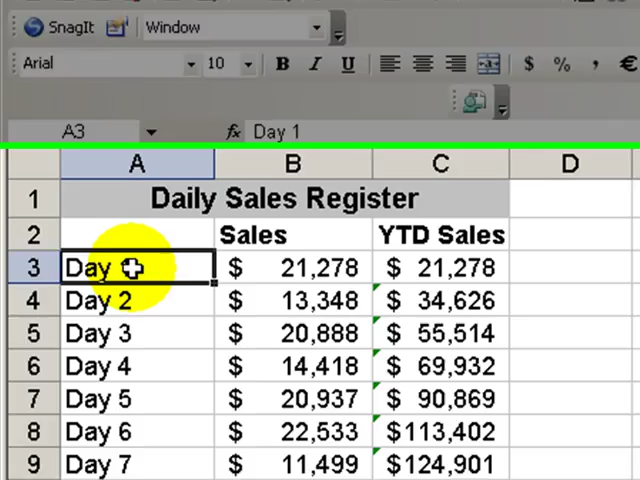 SnagIt Window
Arial 10 B I U $ % , €
A3 fx Day 1
A B C D
1 Daily Sales Register
2 Sales YTD Sales
3 Day $ 21,278 $ 21,278
4 Day 2 $ 13,348 $ 34,626
5 Day 3 $ 20,888 $ 55,514
6 Day 4 $ 14,418 $ 69,932
7 Day 5 $ 20,937 $ 90,869
8 Day 6 $ 22,533 $113,402
9 Day 7 $ 11,499 $124,901